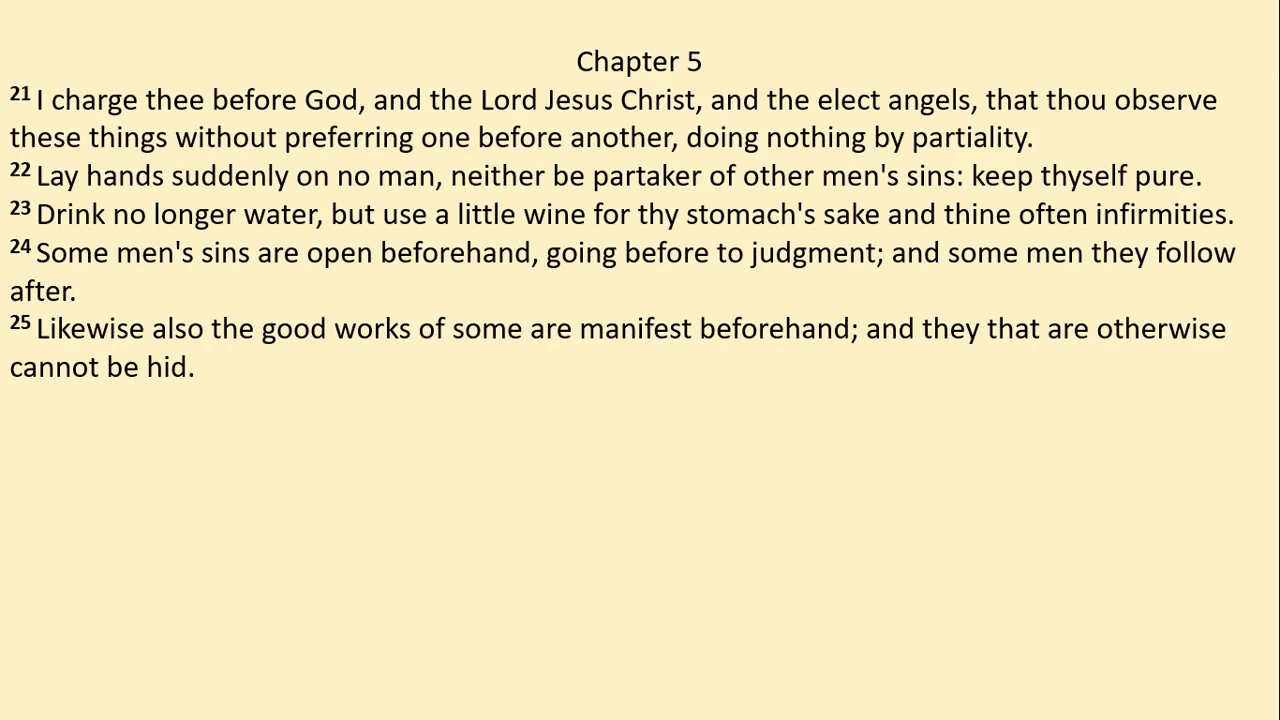 Chapter 5
21 I charge thee before God, and the Lord Jesus Christ, and the elect angels, that thou observe
these things without preferring one before another, doing nothing by partiality.
22 Lay hands suddenly on no man, neither be partaker of other men's sins: keep thyself pure.
23 Drink no longer water, but use a little wine for thy stomach's sake and thine often infirmities.
24 Some men's sins are open beforehand, going before to judgment; and some men they follow
after.
25 Likewise also the good works of some are manifest beforehand; and they that are otherwise
cannot be hid.